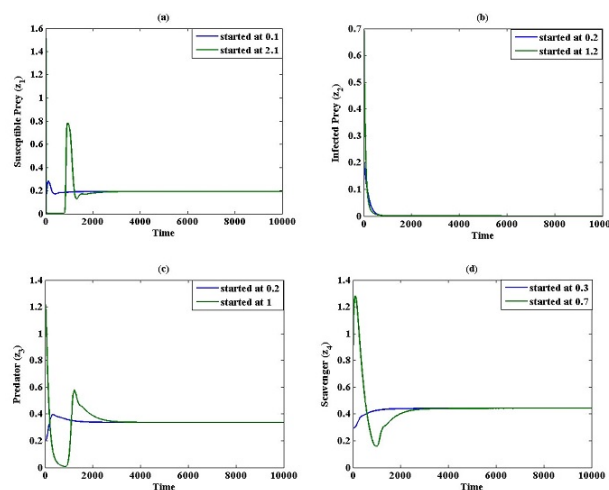 (a)
1.6
1.4
1.2
1
0.8
0.6
0.4
0.2
0
Susceptible Prey (z1)
started at 0.1
started at 2.1
0
2000
4000
6000
8000
10000
Time
(b)
0.7
0.6
0.5
0.4
0.3
0.2
0.1
0
Infected Prey (z2)
started at 0.2
started at 1.2
0
2000
4000
6000
8000
1000
Time
(c)
1.4
1.2
1
0.8
0.6
0.4
0.2
0
Predator (z3)
started at 0.2
started at 1
0
2000
4000
6000
8000
10000
Time
(d)
1.4
1.2
1
0.8
0.6
0.4
0.2
0
Scavenger (z4)
started at 0.3
started at 0.7
0
2000
4000
6000
8000
1000
Time